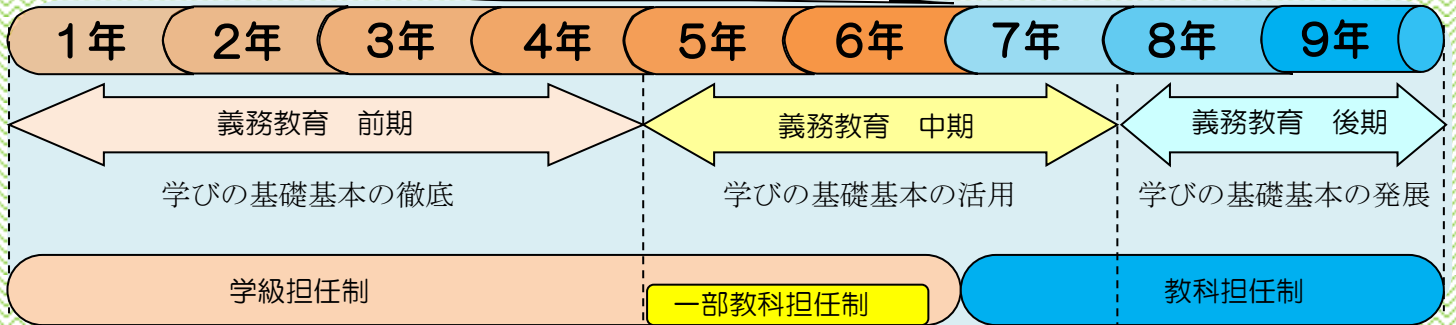 1年 2年 3年 4年 5年 6年 7年 8年 9年
義務教育 前期 義務教育 中期 義務教育 後期
学びの基礎基本の徹底 学びの基礎基本の活用 学びの基礎基本の発展
学級担任制 一部教科担任制 教科担任制